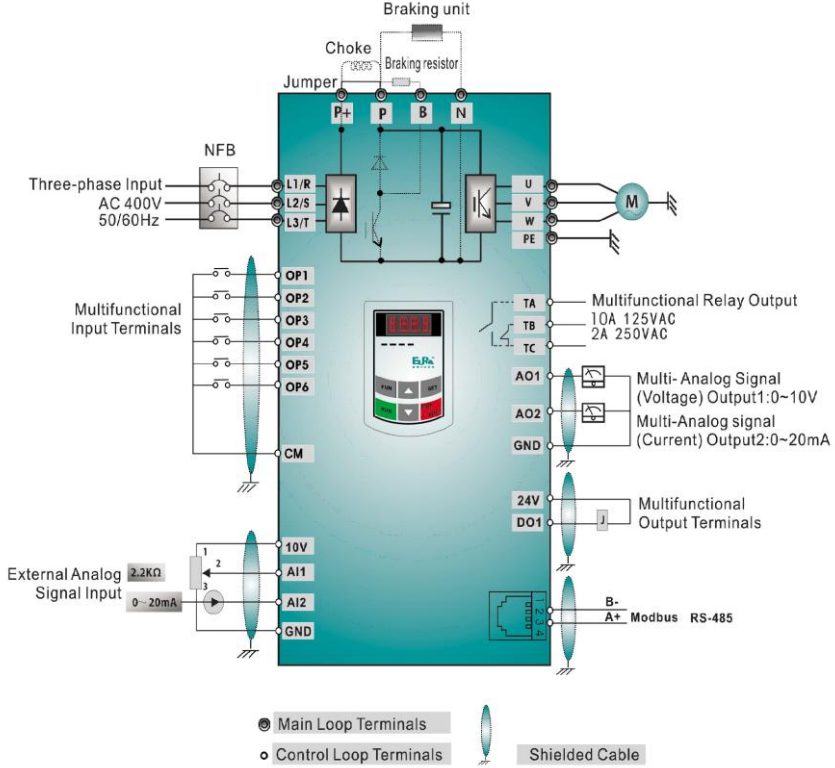 Braking unit
Choke
Braking resistor
Jumper
P+ P B N
NFB
Three-phase Input
AC 400V
50/60Hz
L1/R
L2/S
L3/T
U
V
W
PE
M
Multifunctional
Input Terminals
OP1
OP2
OP3
OP4
OP5
OP6
CM
TA
TB
TC
Multifunctional Relay Output
10A 125VAC
2A 250VAC
AO1
AO2
GND
Multi- Analog Signal
(Voltage) Output1:0~10V
Multi-Analog signal
(Current) Output2:0~20mA
24V
DO1
J
Multifunctional
Output Terminals
External Analog
Signal Input
2.2KΩ
0~20mA
1
2
3
10V
AI1
AI2
GND
1
2
3
4
B-
A+ Modbus RS-485
FUN
SET
RUN
Main Loop Terminals
Control Loop Terminals
Shielded Cable